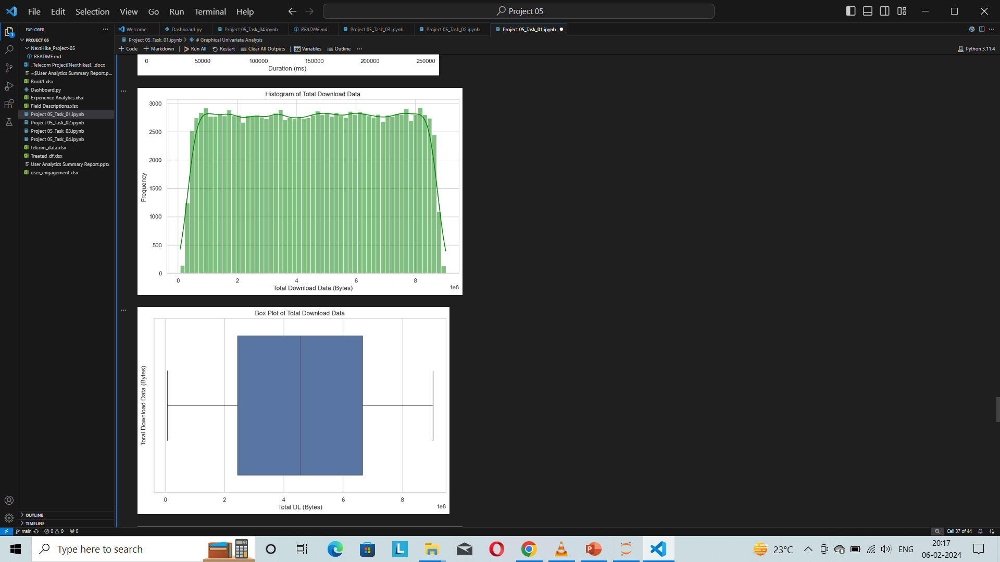 File Edit Selection View Go Run Terminal Help
Project 05
EXPLORER
Welcome
Dashboard.py
Project 05_Task_04.ipynb
README.md
Project 05_Task_03.ipynb
Project 05_Task_02.ipynb
Project 05_Task_01.ipynb
PROJECT 05
NextHike_Project-05
README.md
_Telecom Project[Nexthikes]. .docx
~$User Analytics Summary Report.p...
Book1.xlsx
Dashboard.py
Experience Analytics.xlsx
Field Descriptions.xlsx
Project 05_Task_01.ipynb
Project 05_Task_02.ipynb
Project 05_Task_03.ipynb
Project 05_Task_04.ipynb
telcom_data.xlsx
Treated_df.xlsx
User Analytics Summary Report.pptx
user_engagement.xlsx
OUTLINE
TIMELINE
Project 05_Task_01.ipynb > # Graphical Univariate Analysis
+ Code + Markdown | Run All Restart Clear All Outputs | Variables Outline ...
Python 3.11.4
0 50000 100000 150000 200000 250000
Duration (ms)
Histogram of Total Download Data
3000
2500
2000
1500
1000
500
0
Frequency
0 2 4 6 8
1e8
Total Download Data (Bytes)
Box Plot of Total Download Data
Toral Download Data (Bytes)
0 2 4 6 8
1e8
Total DL (Bytes)
main 0 0 0
Cell 37 of 44
Type here to search
23°C
ENG
20:17
06-02-2024